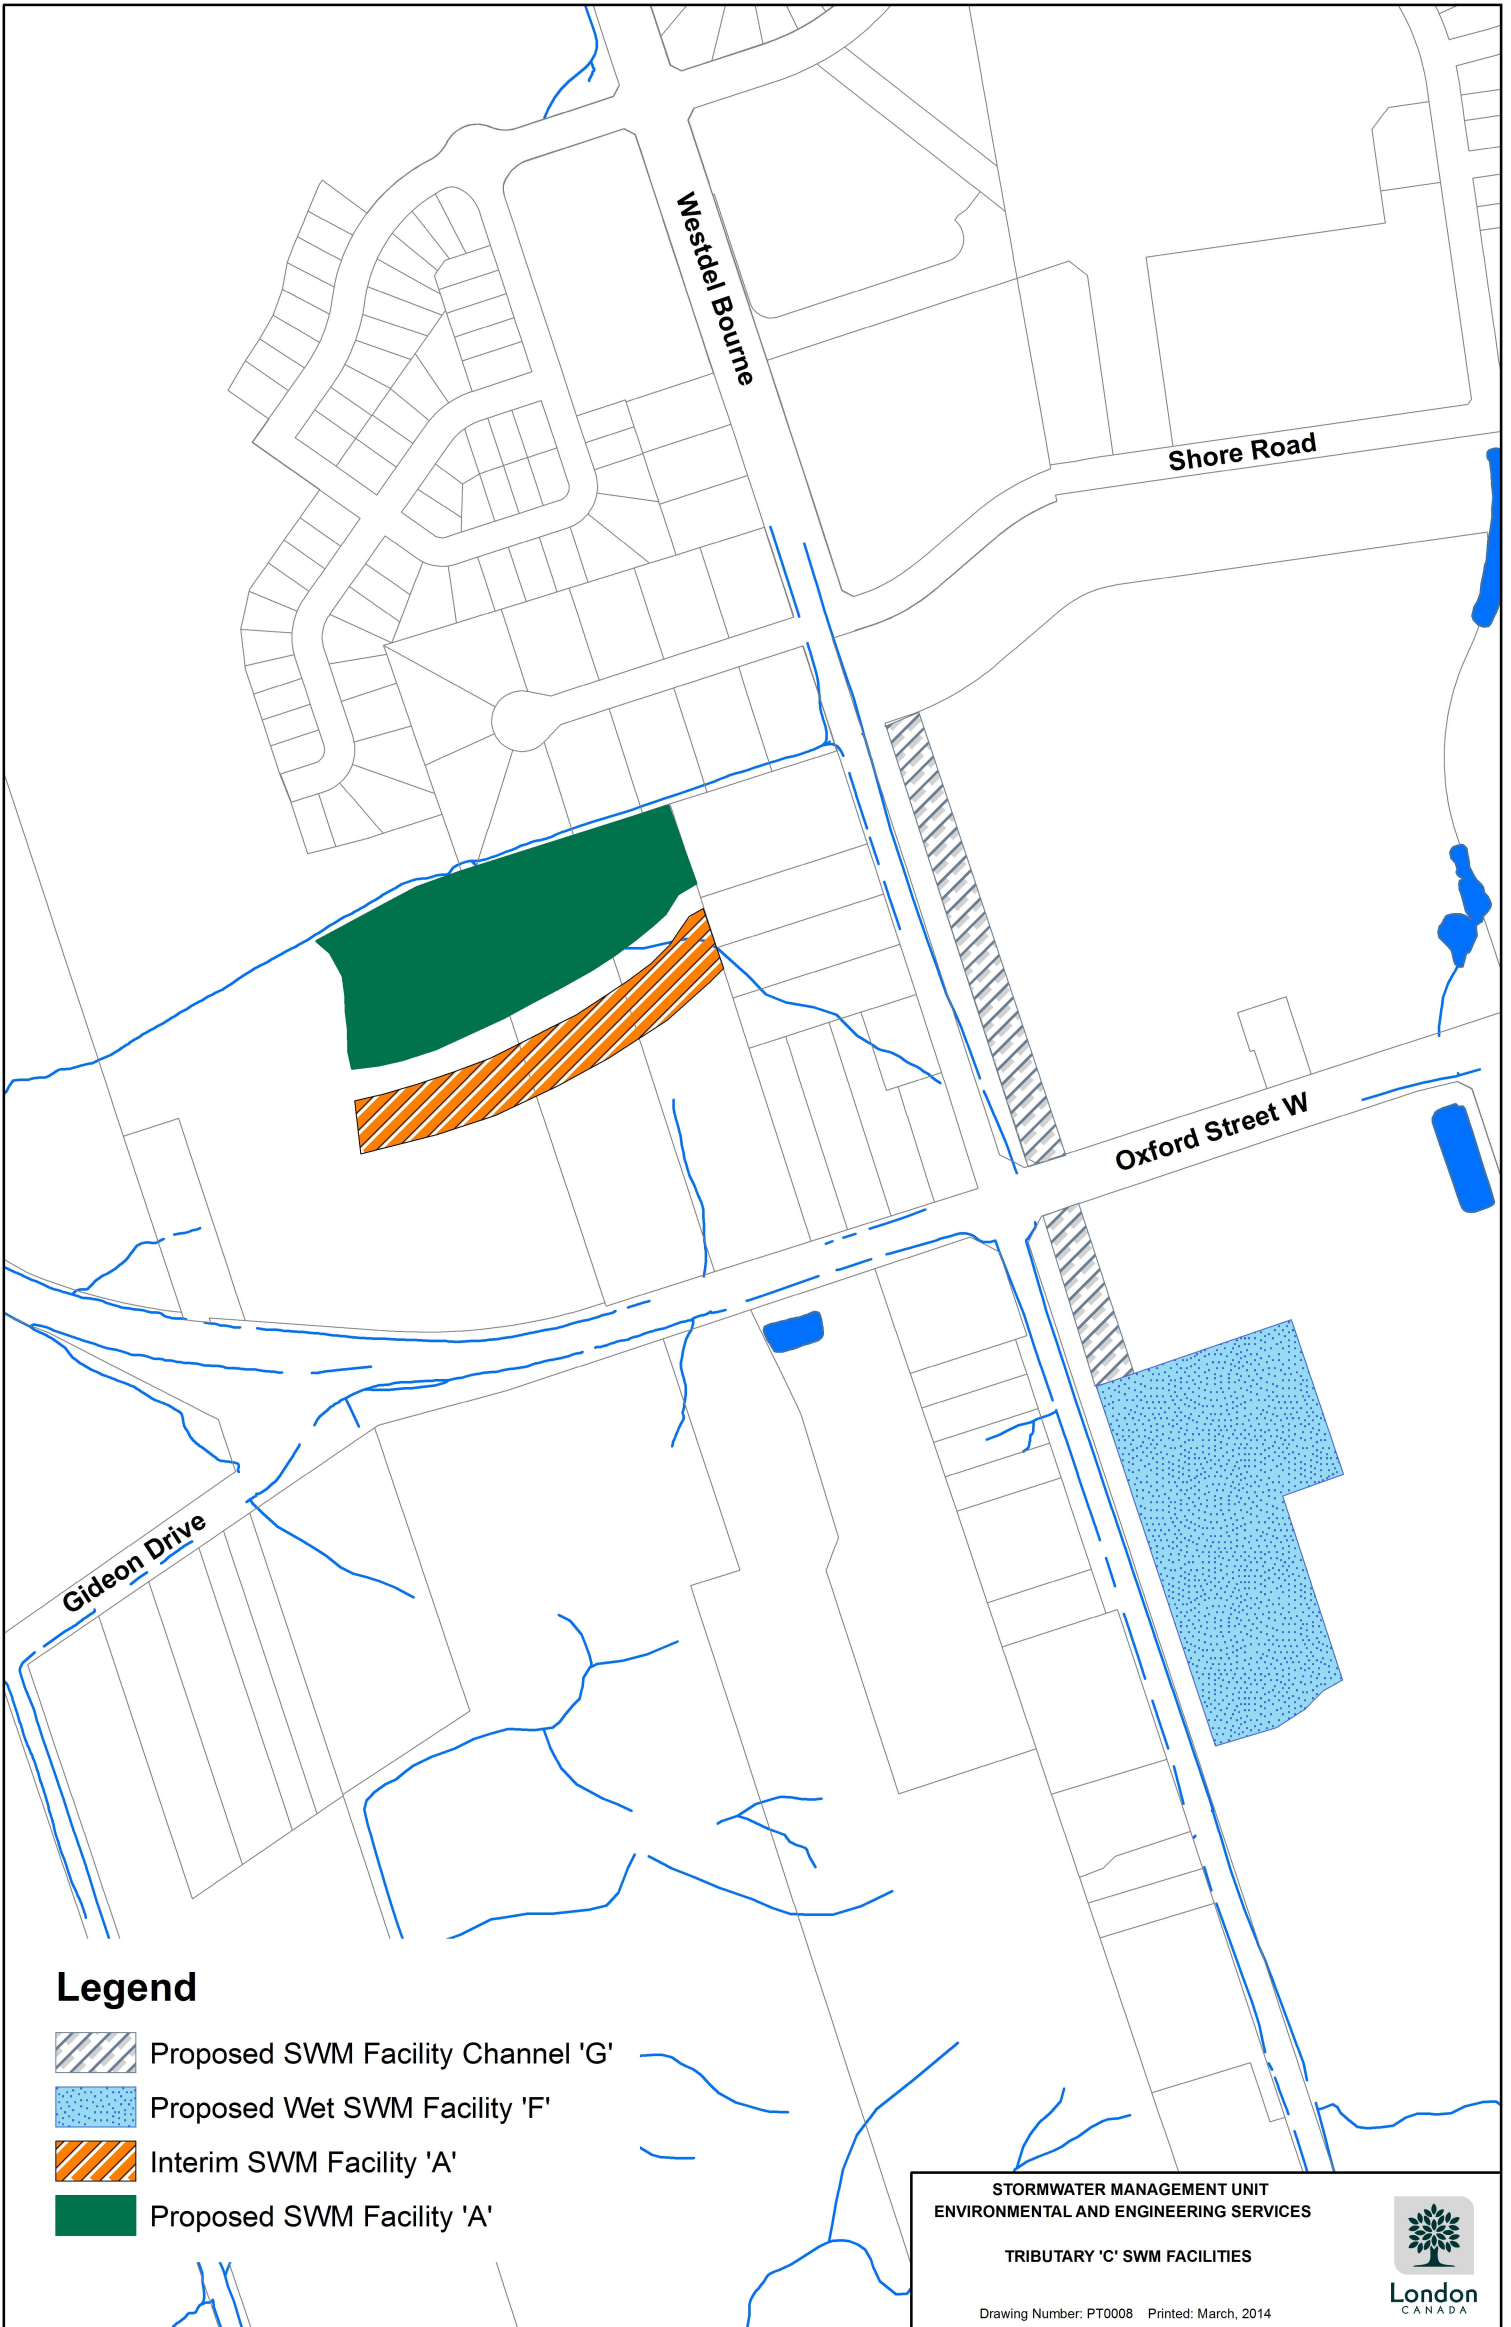 Westdel Bourne
Shore Road
Oxford Street W
Gideon Drive
Legend
Proposed SWM Facility Channel 'G'
Proposed Wet SWM Facility 'F'
Interim SWM Facility 'A'
Proposed SWM Facility 'A'
STORMWATER MANAGEMENT UNIT
ENVIRONMENTAL AND ENGINEERING SERVICES
TRIBUTARY 'C' SWM FACILITIES
Drawing Number: PT0008 Printed: March, 2014
London
CANADA